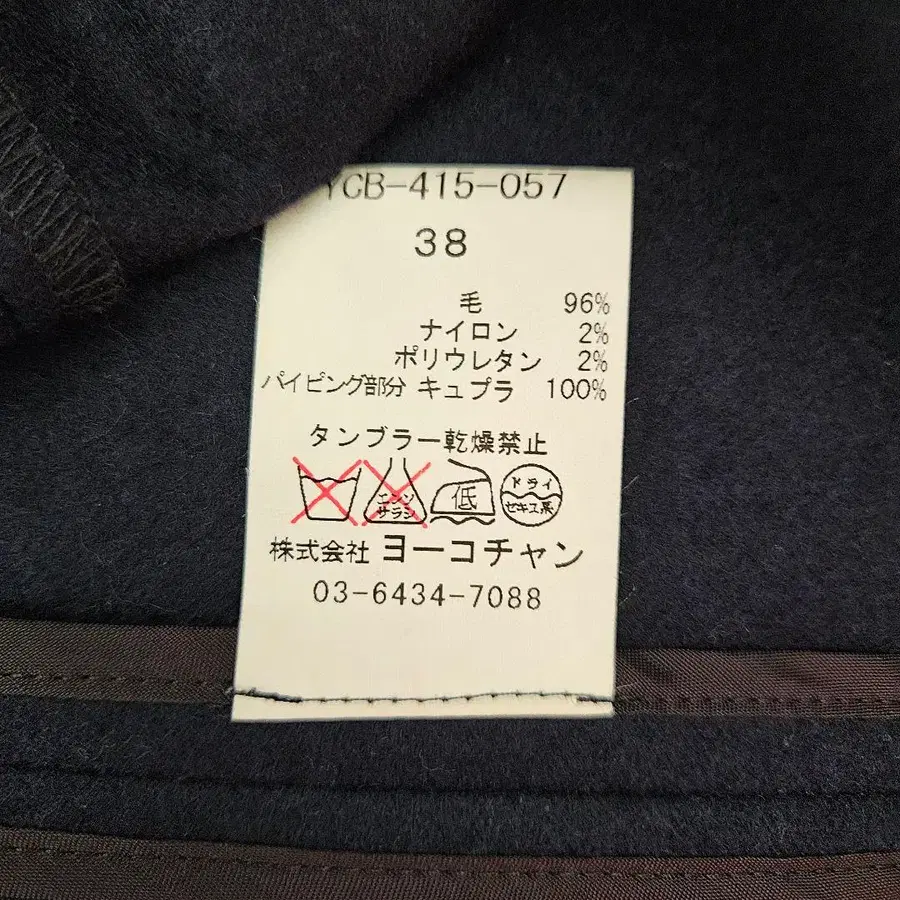 YCB-415-057
38
毛 96%
ナイロン 2%
ポリウレタン 2%
パイピング部分 キュプラ 100%
タンブラー乾燥禁止
エンソ
サラシ
低
ドライ
セキユ系
株式会社 ヨーコチャン
03-6434-7088